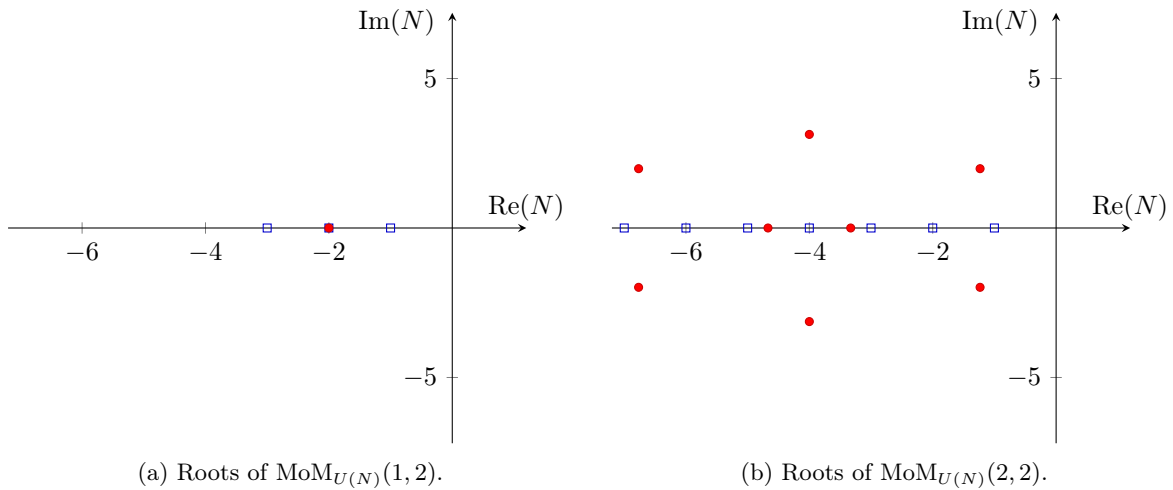 Im(N)
5
Re(N)
−6 −4 −2
−5
(a) Roots of MoM_{U(N)}(1, 2).
Im(N)
5
Re(N)
−6 −4 −2
−5
(b) Roots of MoM_{U(N)}(2, 2).